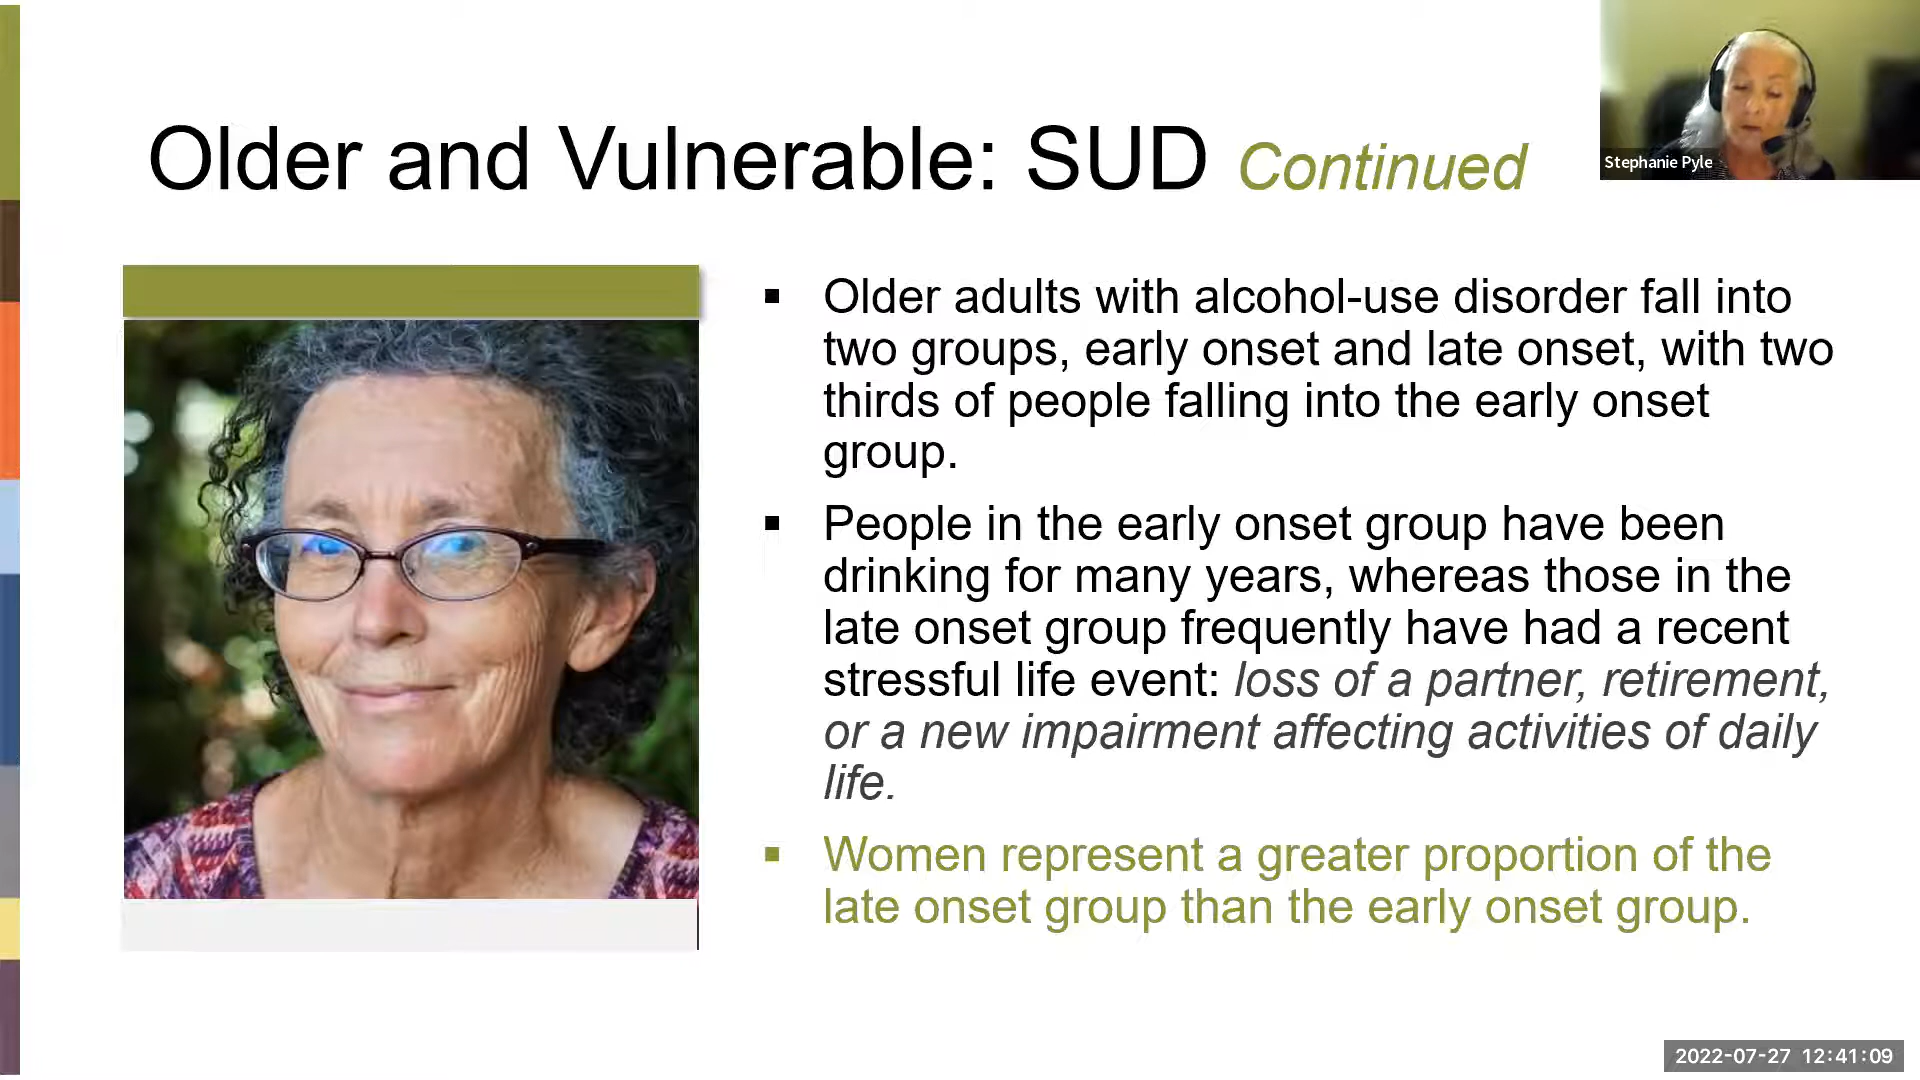 Older and Vulnerable: SUD Continued
Stephanie Pyle
▪ Older adults with alcohol-use disorder fall into
two groups, early onset and late onset, with two
thirds of people falling into the early onset
group.
▪ People in the early onset group have been
drinking for many years, whereas those in the
late onset group frequently have had a recent
stressful life event: loss of a partner, retirement,
or a new impairment affecting activities of daily
life.
▪ Women represent a greater proportion of the
late onset group than the early onset group.
2022-07-27 12:41:09